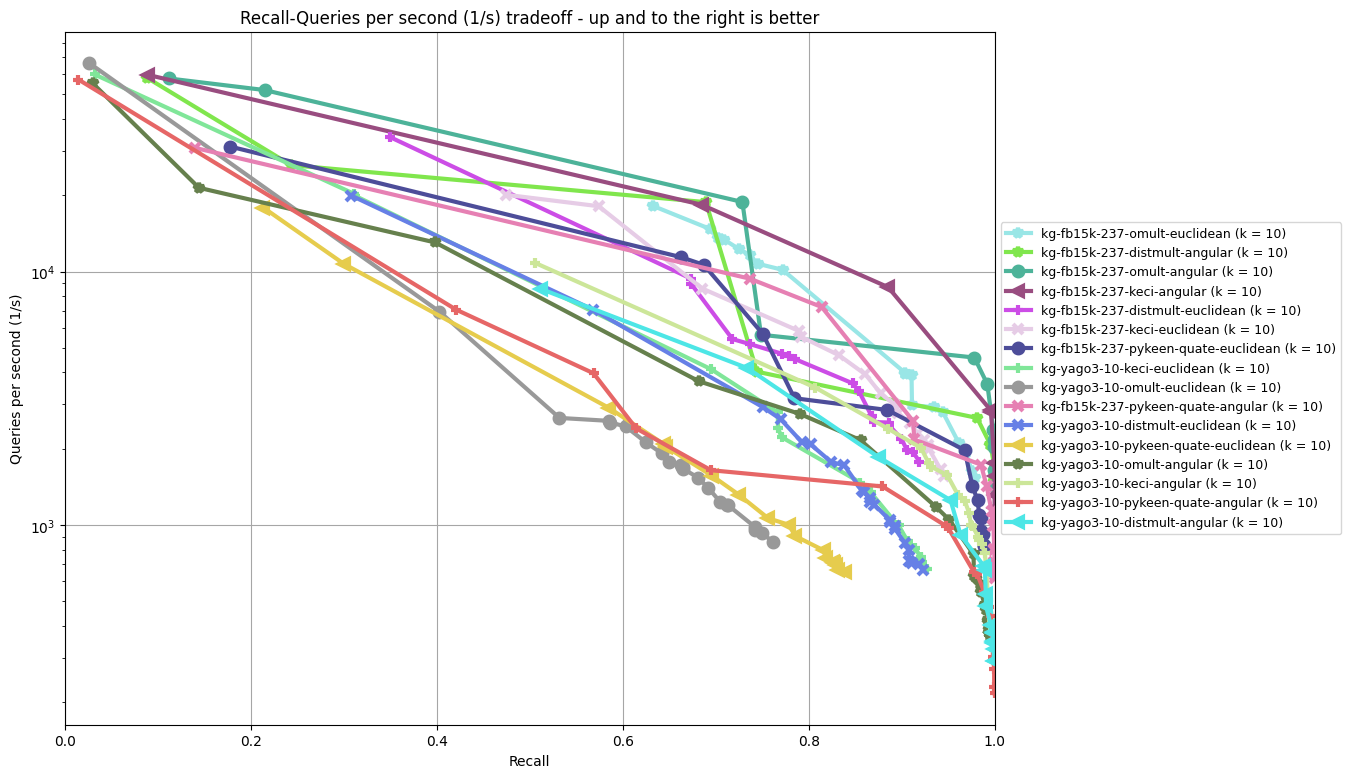 Recall-Queries per second (1/s) tradeoff - up and to the right is better
Queries per second (1/s)
10⁴
10³
0.0 0.2 0.4 0.6 0.8 1.0
Recall
kg-fb15k-237-omult-euclidean (k = 10)
kg-fb15k-237-distmult-angular (k = 10)
kg-fb15k-237-omult-angular (k = 10)
kg-fb15k-237-keci-angular (k = 10)
kg-fb15k-237-distmult-euclidean (k = 10)
kg-fb15k-237-keci-euclidean (k = 10)
kg-fb15k-237-pykeen-quate-euclidean (k = 10)
kg-yago3-10-keci-euclidean (k = 10)
kg-yago3-10-omult-euclidean (k = 10)
kg-fb15k-237-pykeen-quate-angular (k = 10)
kg-yago3-10-distmult-euclidean (k = 10)
kg-yago3-10-pykeen-quate-euclidean (k = 10)
kg-yago3-10-omult-angular (k = 10)
kg-yago3-10-keci-angular (k = 10)
kg-yago3-10-pykeen-quate-angular (k = 10)
kg-yago3-10-distmult-angular (k = 10)